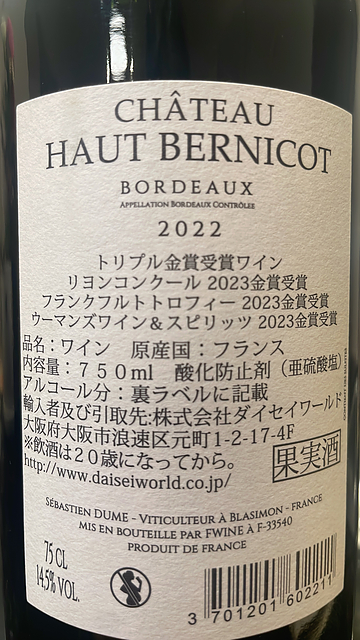 CHÂTEAU
HAUT BERNICOT
BORDEAUX
APPELLATION BORDEAUX CONTRÔLÉE
2022
トリプル金賞受賞ワイン
リヨンコンクール 2023金賞受賞
フランクフルトトロフィー 2023金賞受賞
ウーマンズワイン&スピリッツ 2023金賞受賞
品名:ワイン 原産国:フランス
内容量:750ml 酸化防止剤(亜硫酸塩)
アルコール分:裏ラベルに記載
輸入者及び引取先:株式会社ダイセイワールド
大阪府大阪市浪速区元町1-2-17-4F
※飲酒は20歳になってから。
http://www.daiseiworld.co.jp/
果実酒
SÉBASTIEN DUME - VITICULTEUR À BLASIMON - FRANCE
MIS EN BOUTEILLE PAR FWINE À F-33540
PRODUIT DE FRANCE
75 CL
14,5% VOL.
3 701201 602211